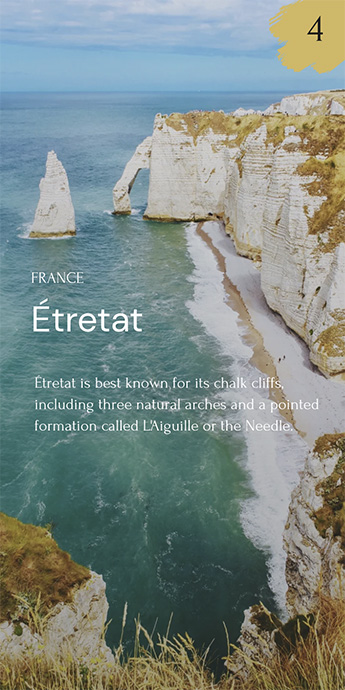 4
FRANCE
Étretat
Étretat is best known for its chalk cliffs,
including three natural arches and a pointed
formation called L'Aiguille or the Needle.